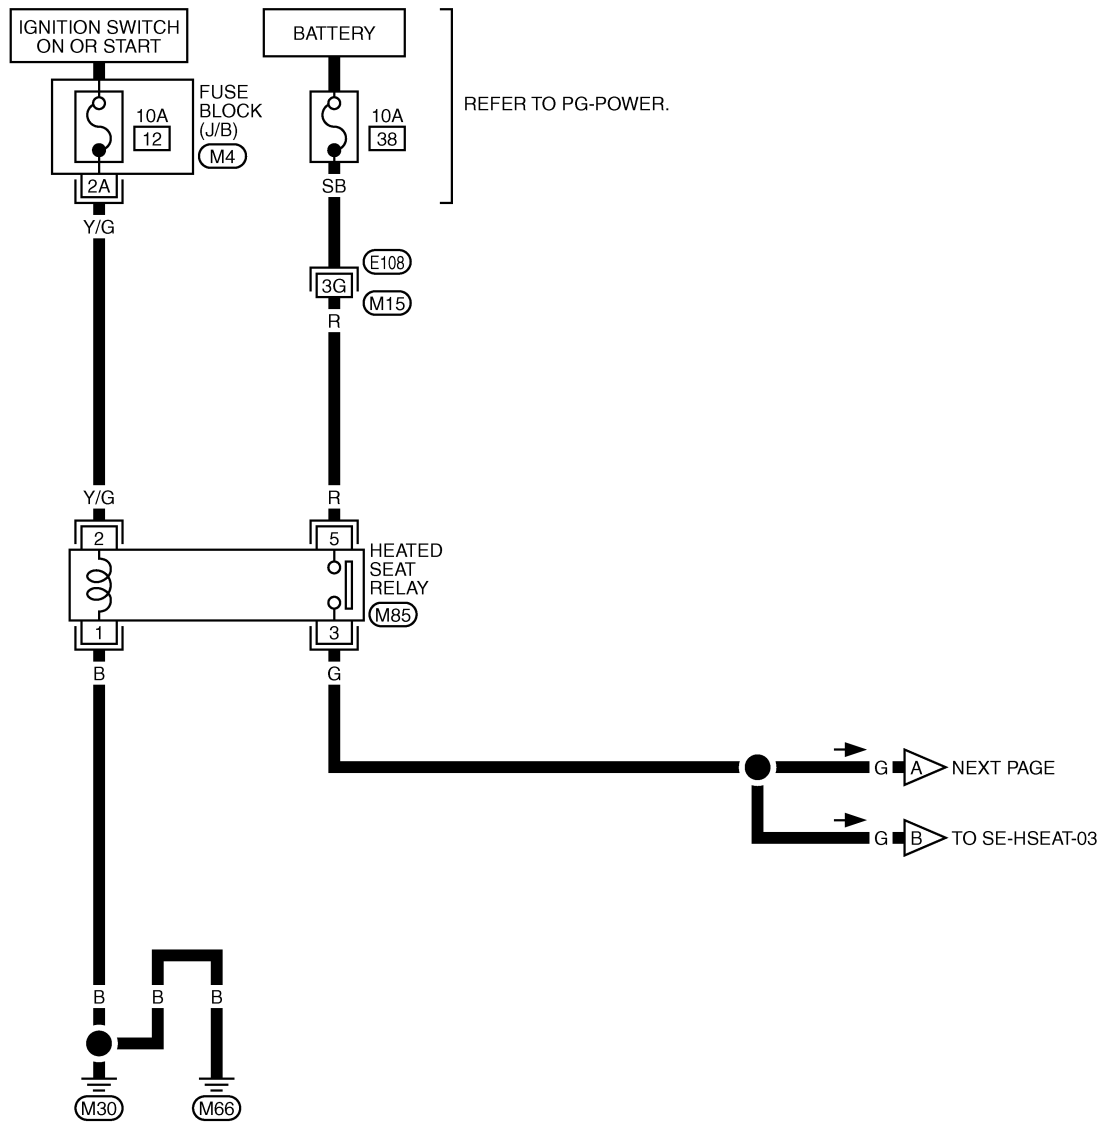 IGNITION SWITCH
ON OR START
BATTERY
REFER TO PG-POWER.
FUSE
BLOCK
(J/B)
M4
10A
12
10A
38
2A
SB
Y/G
E108
3G
M15
R
Y/G
R
2
5
HEATED
SEAT
RELAY
M85
1
3
B
G
G
A
NEXT PAGE
G
B
TO SE-HSEAT-03
B
B
B
M30
M66